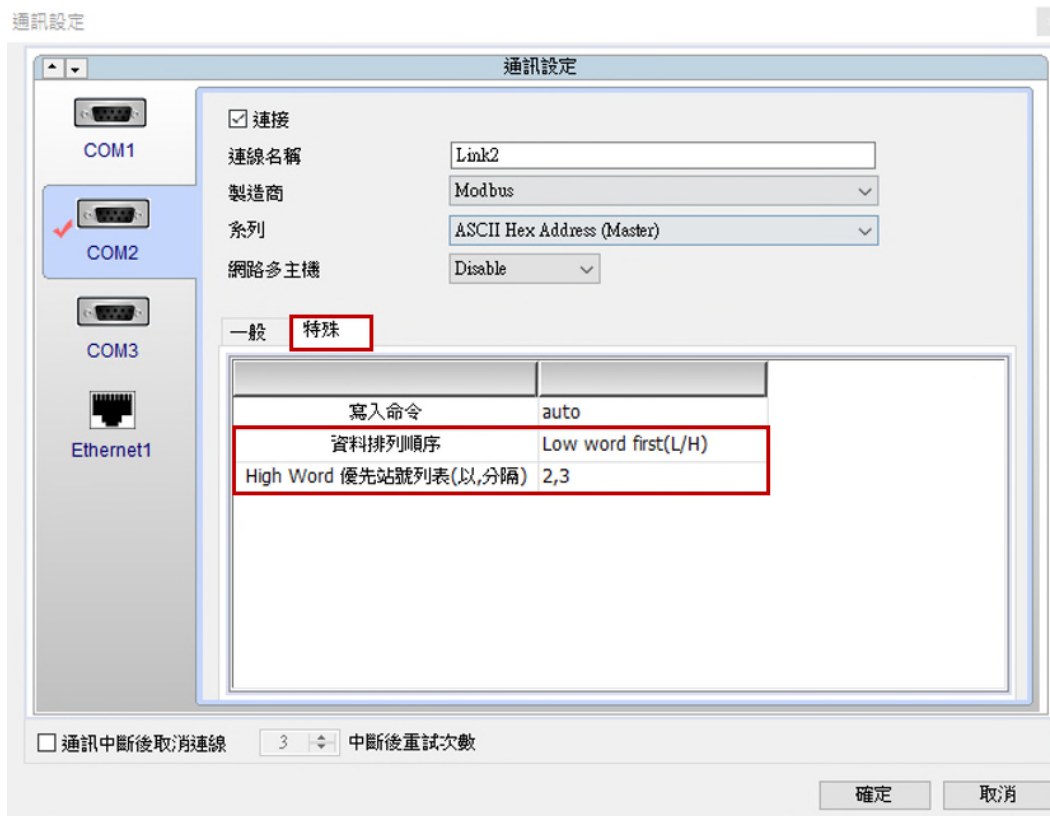 通訊設定
通訊設定
COM1
COM2
COM3
Ethernet1
連接
連線名稱 Link2
製造商 Modbus
系列 ASCII Hex Address (Master)
網路多主機 Disable
一般 特殊
寫入命令 auto
資料排列順序 Low word first(L/H)
High Word 優先站號列表(以,分隔) 2,3
通訊中斷後取消連線 3 中斷後重試次數
確定 取消